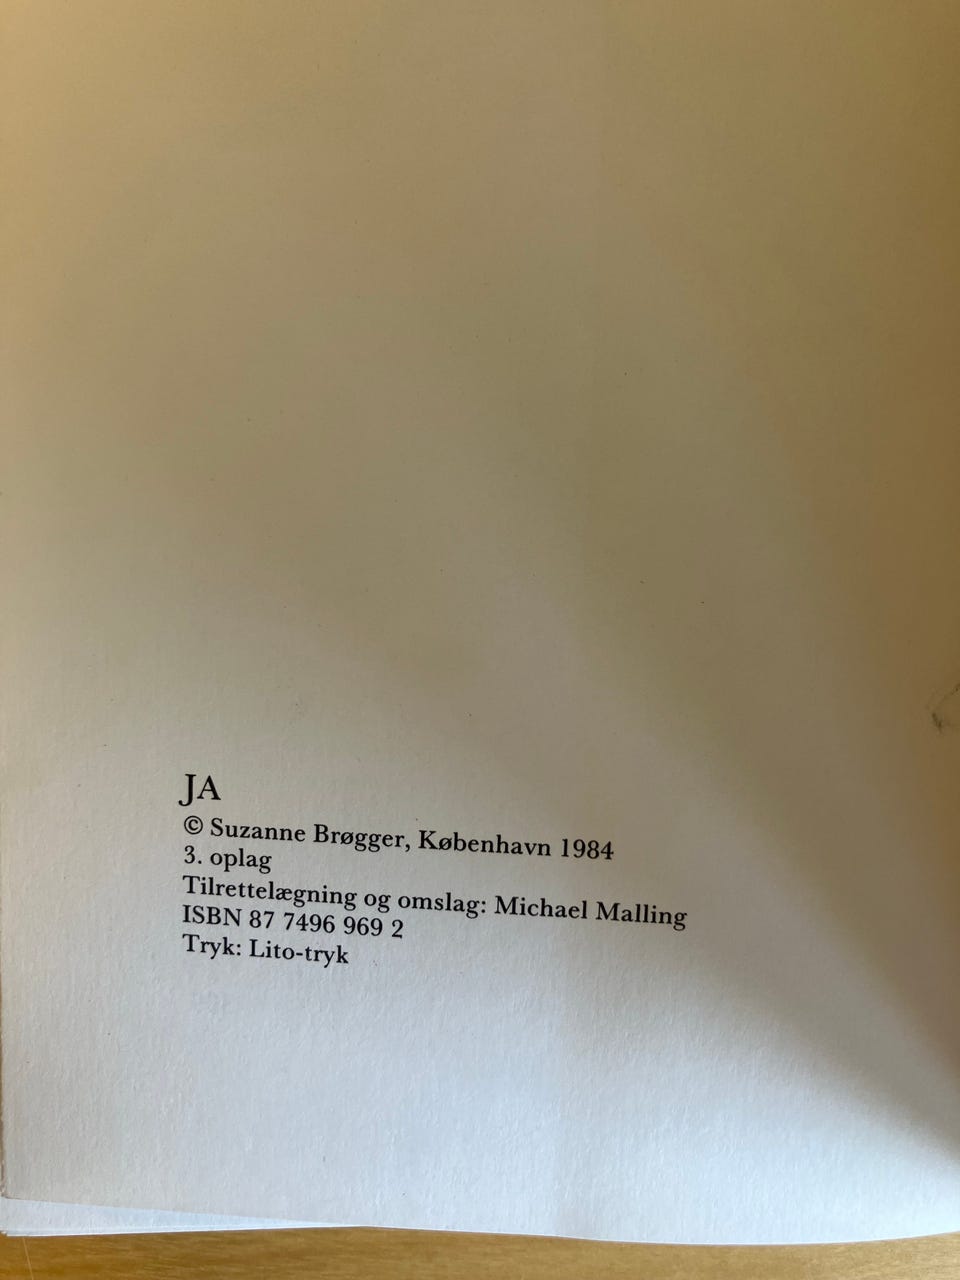 JA
© Suzanne Brøgger, København 1984
3. oplag
Tilrettelægning og omslag: Michael Malling
ISBN 87 7496 969 2
Tryk: Lito-tryk